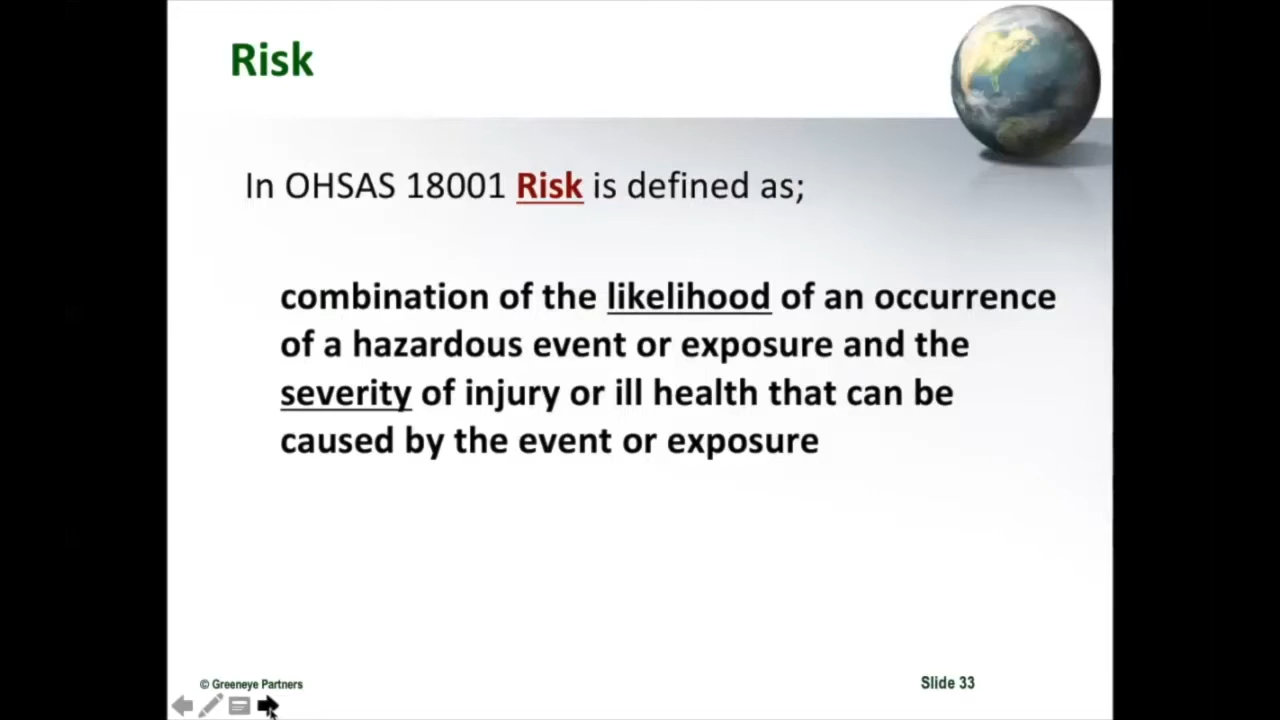 Risk
In OHSAS 18001 Risk is defined as;
combination of the likelihood of an occurrence
of a hazardous event or exposure and the
severity of injury or ill health that can be
caused by the event or exposure
© Greeneye Partners
Slide 33